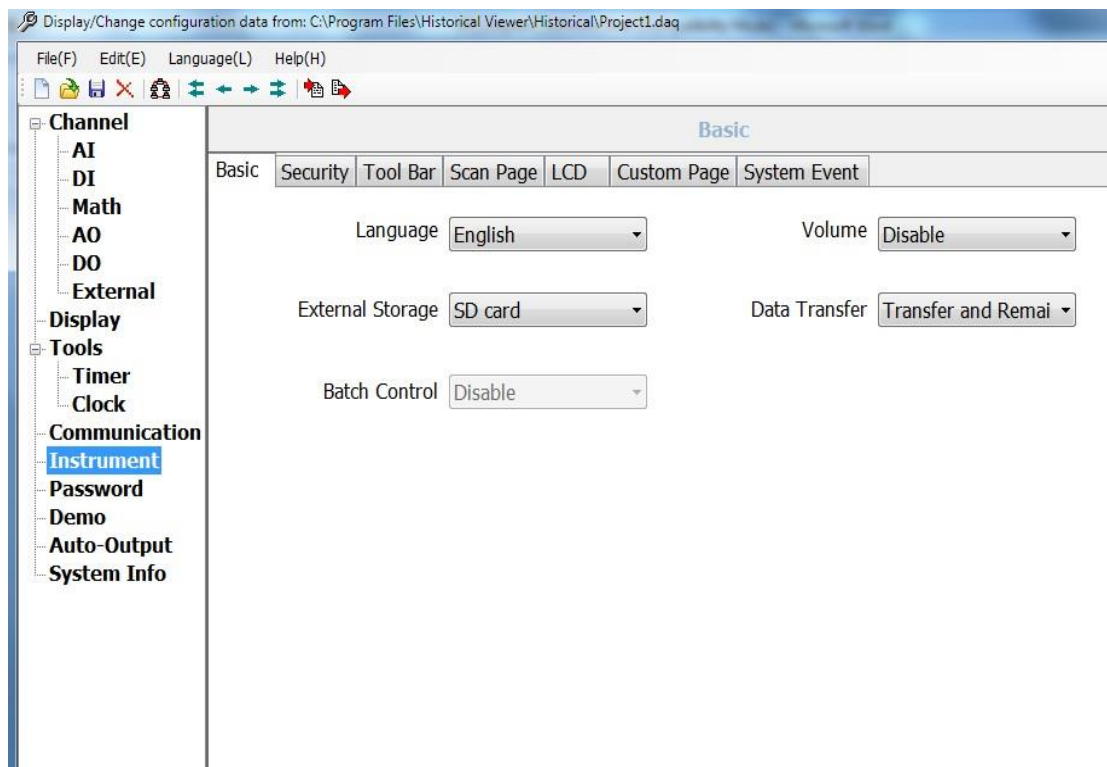 Display/Change configuration data from: C:\Program Files\Historical Viewer\Historical\Project1.daq
File(F) Edit(E) Language(L) Help(H)
Channel
AI
DI
Math
AO
DO
External
Display
Tools
Timer
Clock
Communication
Instrument
Password
Demo
Auto-Output
System Info
Basic
Basic Security Tool Bar Scan Page LCD Custom Page System Event
Language English Volume Disable
External Storage SD card Data Transfer Transfer and Remai
Batch Control Disable